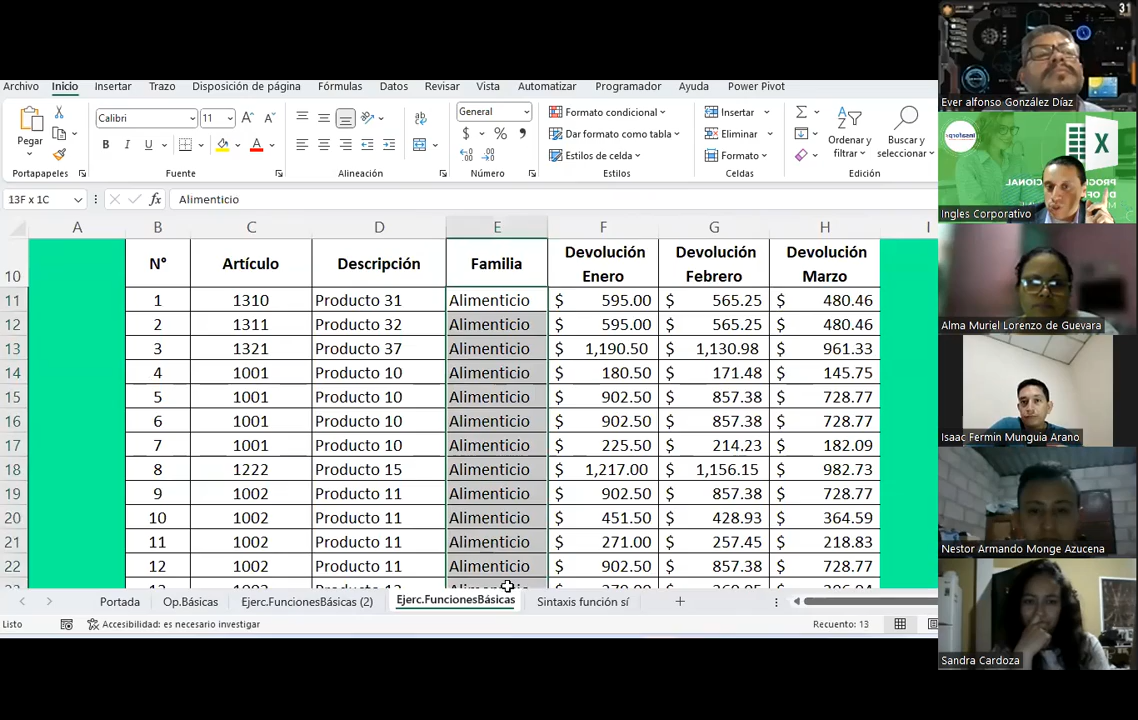 Archivo Inicio Insertar Trazo Disposición de página Fórmulas Datos Revisar Vista Automatizar Programador Ayuda Power Pivot
Pegar
Portapapeles
Calibri 11
N K S
Fuente
Alineación
General
$ % ,
Número
Formato condicional
Dar formato como tabla
Estilos de celda
Estilos
Insertar
Eliminar
Formato
Celdas
Ordenar y filtrar
Buscar y seleccionar
Edición
13F x 1C fx Alimenticio
A B C D E F G H I
10 N° Artículo Descripción Familia Devolución Enero Devolución Febrero Devolución Marzo
11 1 1310 Producto 31 Alimenticio $ 595.00 $ 565.25 $ 480.46
12 2 1311 Producto 32 Alimenticio $ 595.00 $ 565.25 $ 480.46
13 3 1321 Producto 37 Alimenticio $ 1,190.50 $ 1,130.98 $ 961.33
14 4 1001 Producto 10 Alimenticio $ 180.50 $ 171.48 $ 145.75
15 5 1001 Producto 10 Alimenticio $ 902.50 $ 857.38 $ 728.77
16 6 1001 Producto 10 Alimenticio $ 902.50 $ 857.38 $ 728.77
17 7 1001 Producto 10 Alimenticio $ 225.50 $ 214.23 $ 182.09
18 8 1222 Producto 15 Alimenticio $ 1,217.00 $ 1,156.15 $ 982.73
19 9 1002 Producto 11 Alimenticio $ 902.50 $ 857.38 $ 728.77
20 10 1002 Producto 11 Alimenticio $ 451.50 $ 428.93 $ 364.59
21 11 1002 Producto 11 Alimenticio $ 271.00 $ 257.45 $ 218.83
22 12 1002 Producto 11 Alimenticio $ 902.50 $ 857.38 $ 728.77
Portada Op.Básicas Ejerc.FuncionesBásicas (2) Ejerc.FuncionesBásicas Sintaxis función sí
Listo Accesibilidad: es necesario investigar Recuento: 13
31
Ever alfonso González Díaz
insaforp
X
Ingles Corporativo
Alma Muriel Lorenzo de Guevara
Isaac Fermin Munguia Arano
Nestor Armando Monge Azucena
Sandra Cardoza